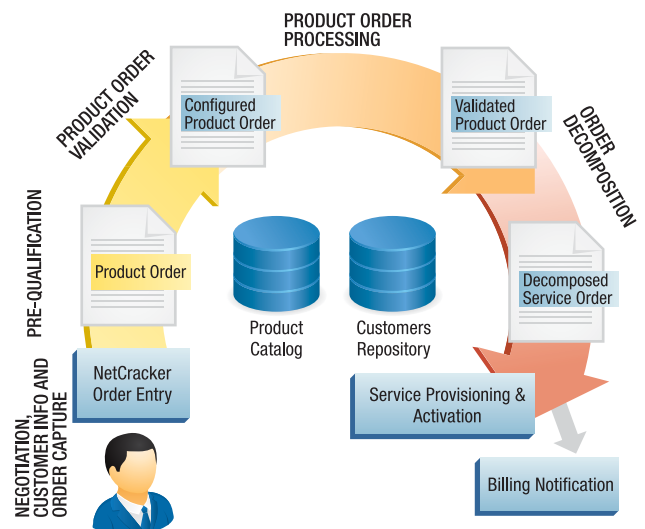 PRODUCT ORDER
PROCESSING
PRODUCT ORDER
VALIDATION
Configured
Product Order
Validated
Product Order
ORDER
DECOMPOSITION
PRE-QUALIFICATION
Product Order
Decomposed
Service Order
Product
Catalog
Customers
Repository
NetCracker
Order Entry
Service Provisioning &
Activation
NEGOTIATION,
CUSTOMER INFO AND
ORDER CAPTURE
Billing Notification